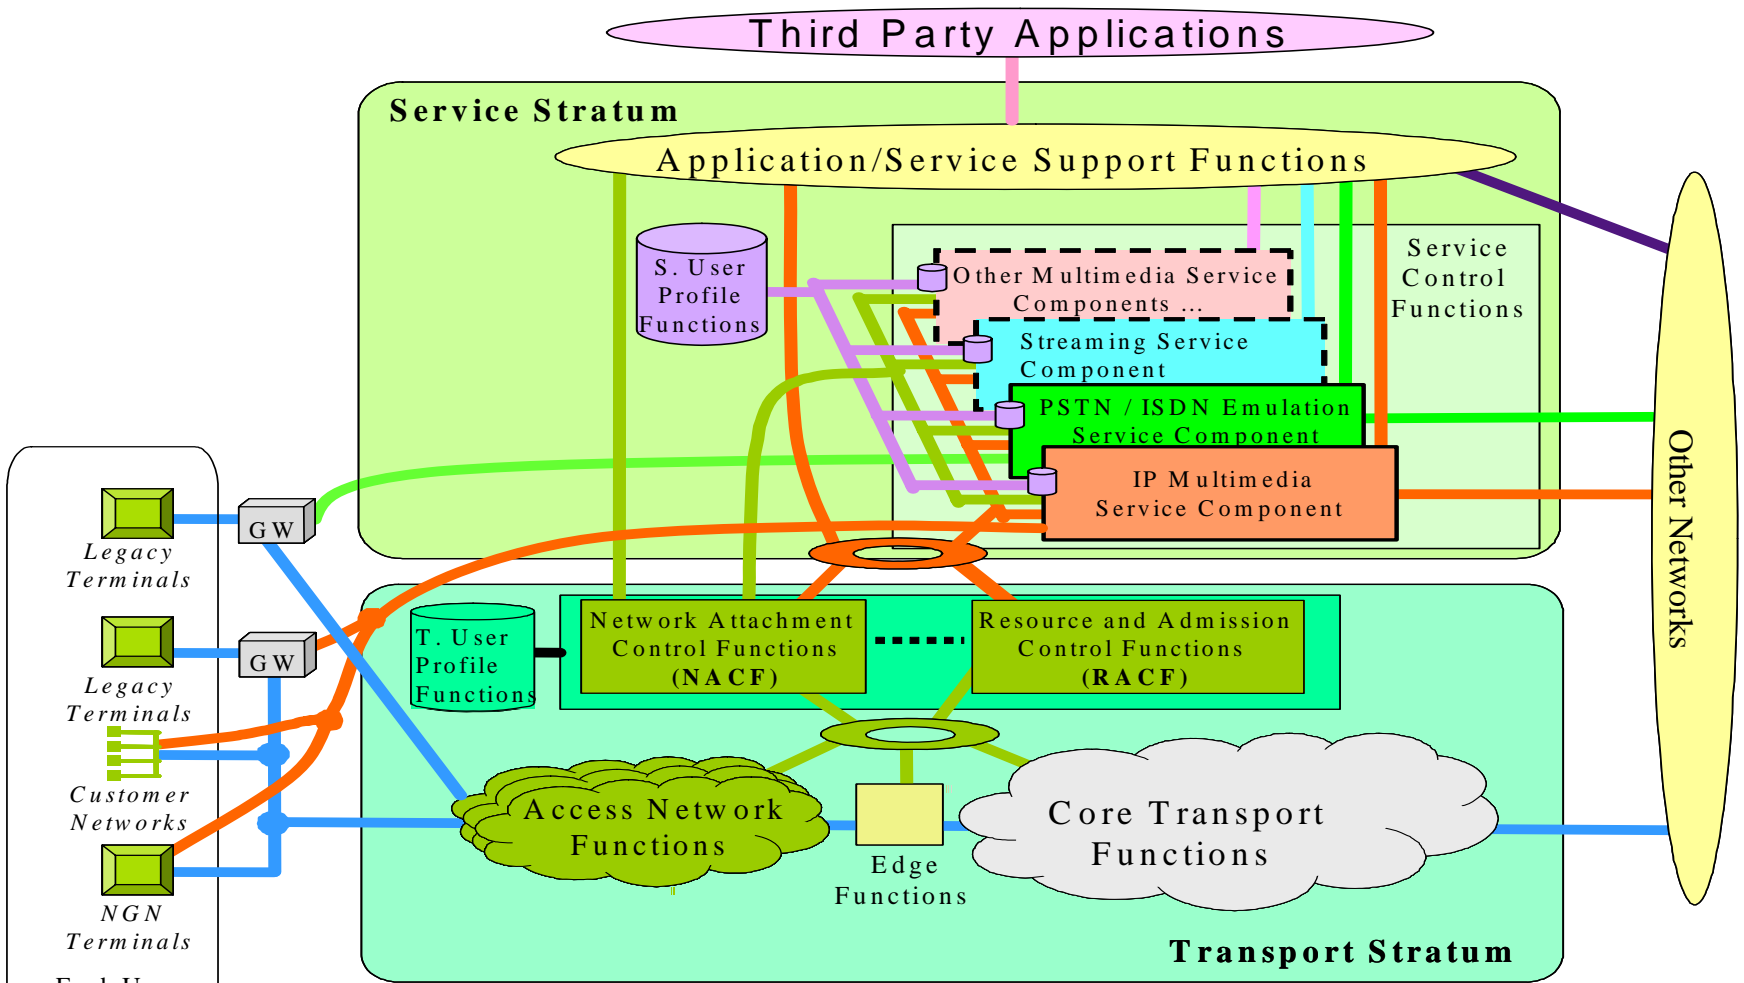 Third Party Applications
Service Stratum
Application/Service Support Functions
S. User
Profile
Functions
Other Multimedia Service
Components ...
Service
Control
Functions
Streaming Service
Component
PSTN / ISDN Emulation
Service Component
IP Multimedia
Service Component
Other Networks
GW
Legacy
Terminals
GW
Legacy
Terminals
Customer
Networks
NGN
Terminals
T. User
Profile
Functions
Network Attachment
Control Functions
(NACF)
Resource and Admission
Control Functions
(RACF)
Access Network
Functions
Edge
Functions
Core Transport
Functions
Transport Stratum